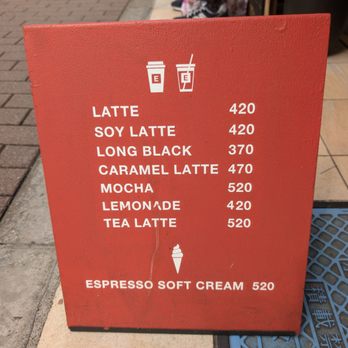 E E
LATTE 420
SOY LATTE 420
LONG BLACK 370
CARAMEL LATTE 470
MOCHA 520
LEMONADE 420
TEA LATTE 520
ESPRESSO SOFT CREAM 520